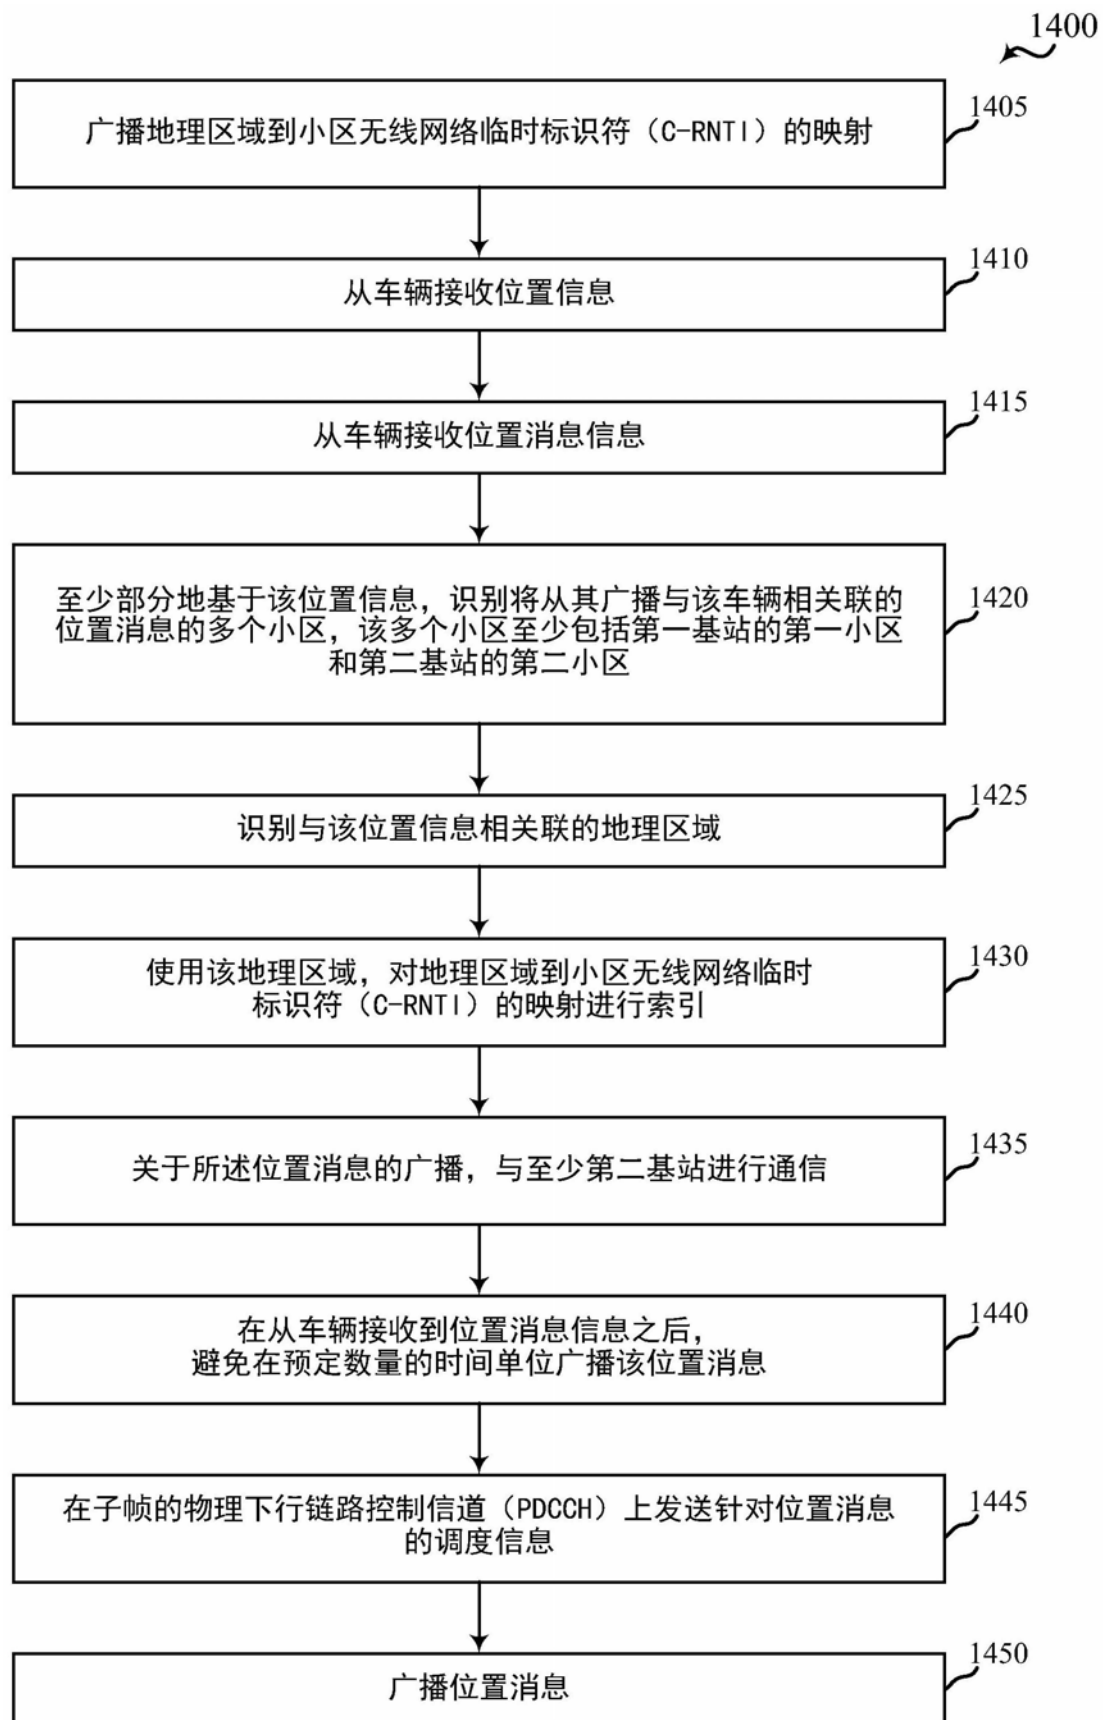 1400
广播地理区域到小区无线网络临时标识符（C-RNTI）的映射
1405
从车辆接收位置信息
1410
从车辆接收位置消息信息
1415
至少部分地基于该位置信息，识别将从其广播与该车辆相关联的
位置消息的多个小区，该多个小区至少包括第一基站的第一小区
和第二基站的第二小区
1420
识别与该位置信息相关联的地理区域
1425
使用该地理区域，对地理区域到小区无线网络临时
标识符（C-RNTI）的映射进行索引
1430
关于所述位置消息的广播，与至少第二基站进行通信
1435
在从车辆接收到位置消息信息之后，
避免在预定数量的时间单位广播该位置消息
1440
在子帧的物理下行链路控制信道（PDCCH）上发送针对位置消息
的调度信息
1445
广播位置消息
1450